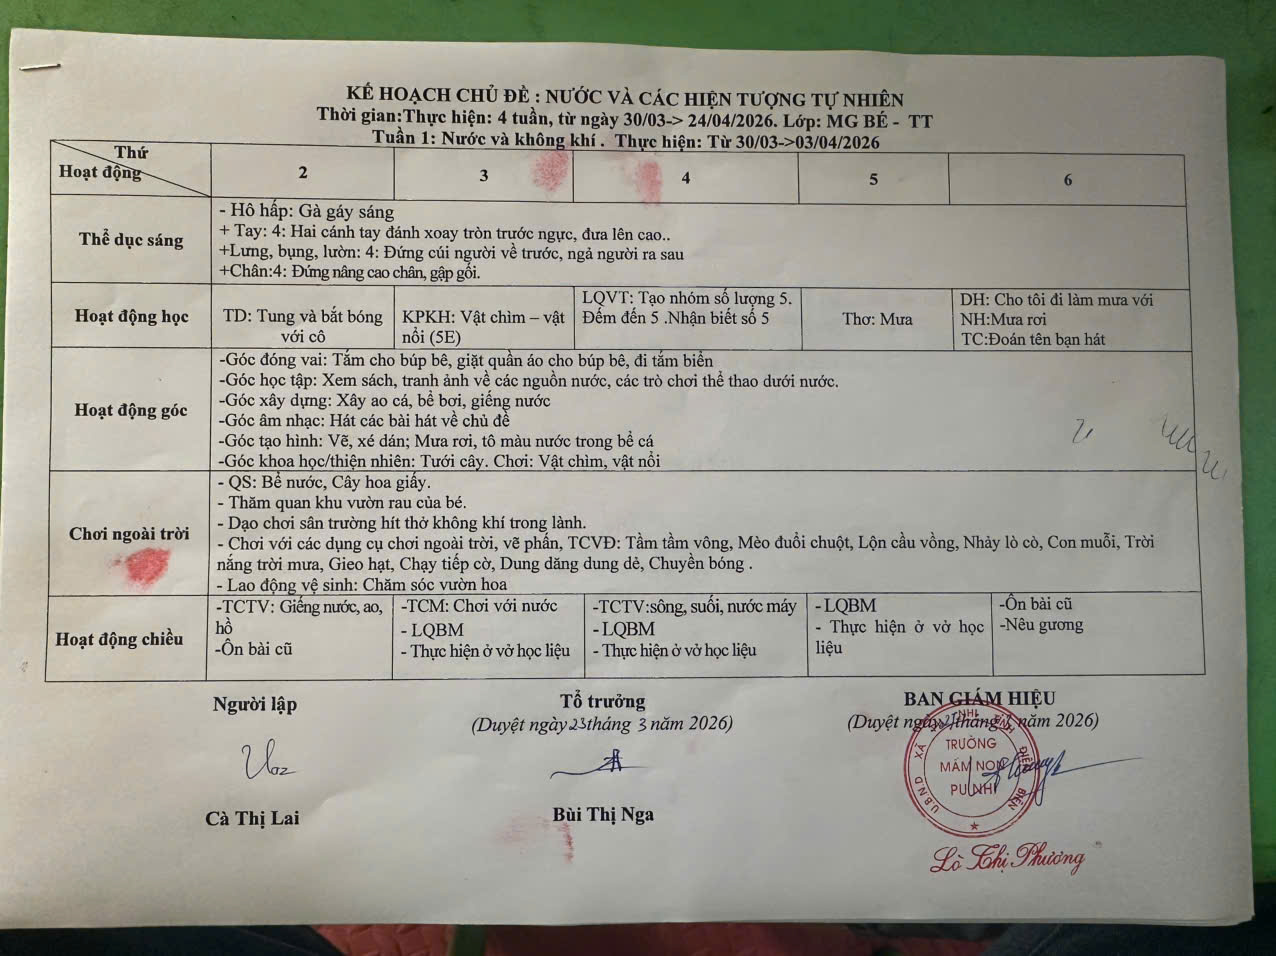 KẾ HOẠCH CHỦ ĐỀ : NƯỚC VÀ CÁC HIỆN TƯỢNG TỰ NHIÊN
Thời gian:Thực hiện: 4 tuần, từ ngày 30/03-> 24/04/2026. Lớp: MG BÉ - TT
Tuần 1: Nước và không khí . Thực hiện: Từ 30/03->03/04/2026
Thứ
Hoạt động
2
3
4
5
6
Thể dục sáng
- Hô hấp: Gà gáy sáng
+ Tay: 4: Hai cánh tay đánh xoay tròn trước ngực, đưa lên cao..
+Lưng, bụng, lườn: 4: Đứng cúi người về trước, ngả người ra sau
+Chân:4: Đứng nâng cao chân, gập gối.
Hoạt động học
TD: Tung và bắt bóng
với cô
KPKH: Vật chìm – vật
nổi (5E)
LQVT: Tạo nhóm số lượng 5.
Đếm đến 5 .Nhận biết số 5
Thơ: Mưa
DH: Cho tôi đi làm mưa với
NH:Mưa rơi
TC:Đoán tên bạn hát
Hoạt động góc
-Góc đóng vai: Tắm cho búp bê, giặt quần áo cho búp bê, đi tắm biển
-Góc học tập: Xem sách, tranh ảnh về các nguồn nước, các trò chơi thể thao dưới nước.
-Góc xây dựng: Xây ao cá, bể bơi, giếng nước
-Góc âm nhạc: Hát các bài hát về chủ đề
-Góc tạo hình: Vẽ, xé dán; Mưa rơi, tô màu nước trong bể cá
-Góc khoa học/thiện nhiên: Tưới cây. Chơi: Vật chìm, vật nổi
Chơi ngoài trời
- QS: Bể nước, Cây hoa giấy.
- Thăm quan khu vườn rau của bé.
- Dạo chơi sân trường hít thở không khí trong lành.
- Chơi với các dụng cụ chơi ngoài trời, vẽ phấn, TCVĐ: Tầm tầm vông, Mèo đuổi chuột, Lộn cầu vồng, Nhảy lò cò, Con muỗi, Trời
nắng trời mưa, Gieo hạt, Chạy tiếp cờ, Dung dăng dung dẻ, Chuyền bóng .
- Lao động vệ sinh: Chăm sóc vườn hoa
Hoạt động chiều
-TCTV: Giếng nước, ao,
hồ
-Ôn bài cũ
-TCM: Chơi với nước
- LQBM
- Thực hiện ở vở học liệu
-TCTV:sông, suối, nước máy
- LQBM
- Thực hiện ở vở học liệu
- LQBM
- Thực hiện ở vở học
liệu
-Ôn bài cũ
-Nêu gương
Người lập
Tổ trưởng
(Duyệt ngày 23 tháng 3 năm 2026)
BAN GIÁM HIỆU
(Duyệt ngày tháng năm 2026)
TRƯỜNG
MẦM NON
PU NHI
Cà Thị Lai
Bùi Thị Nga
Lò Thị Phương